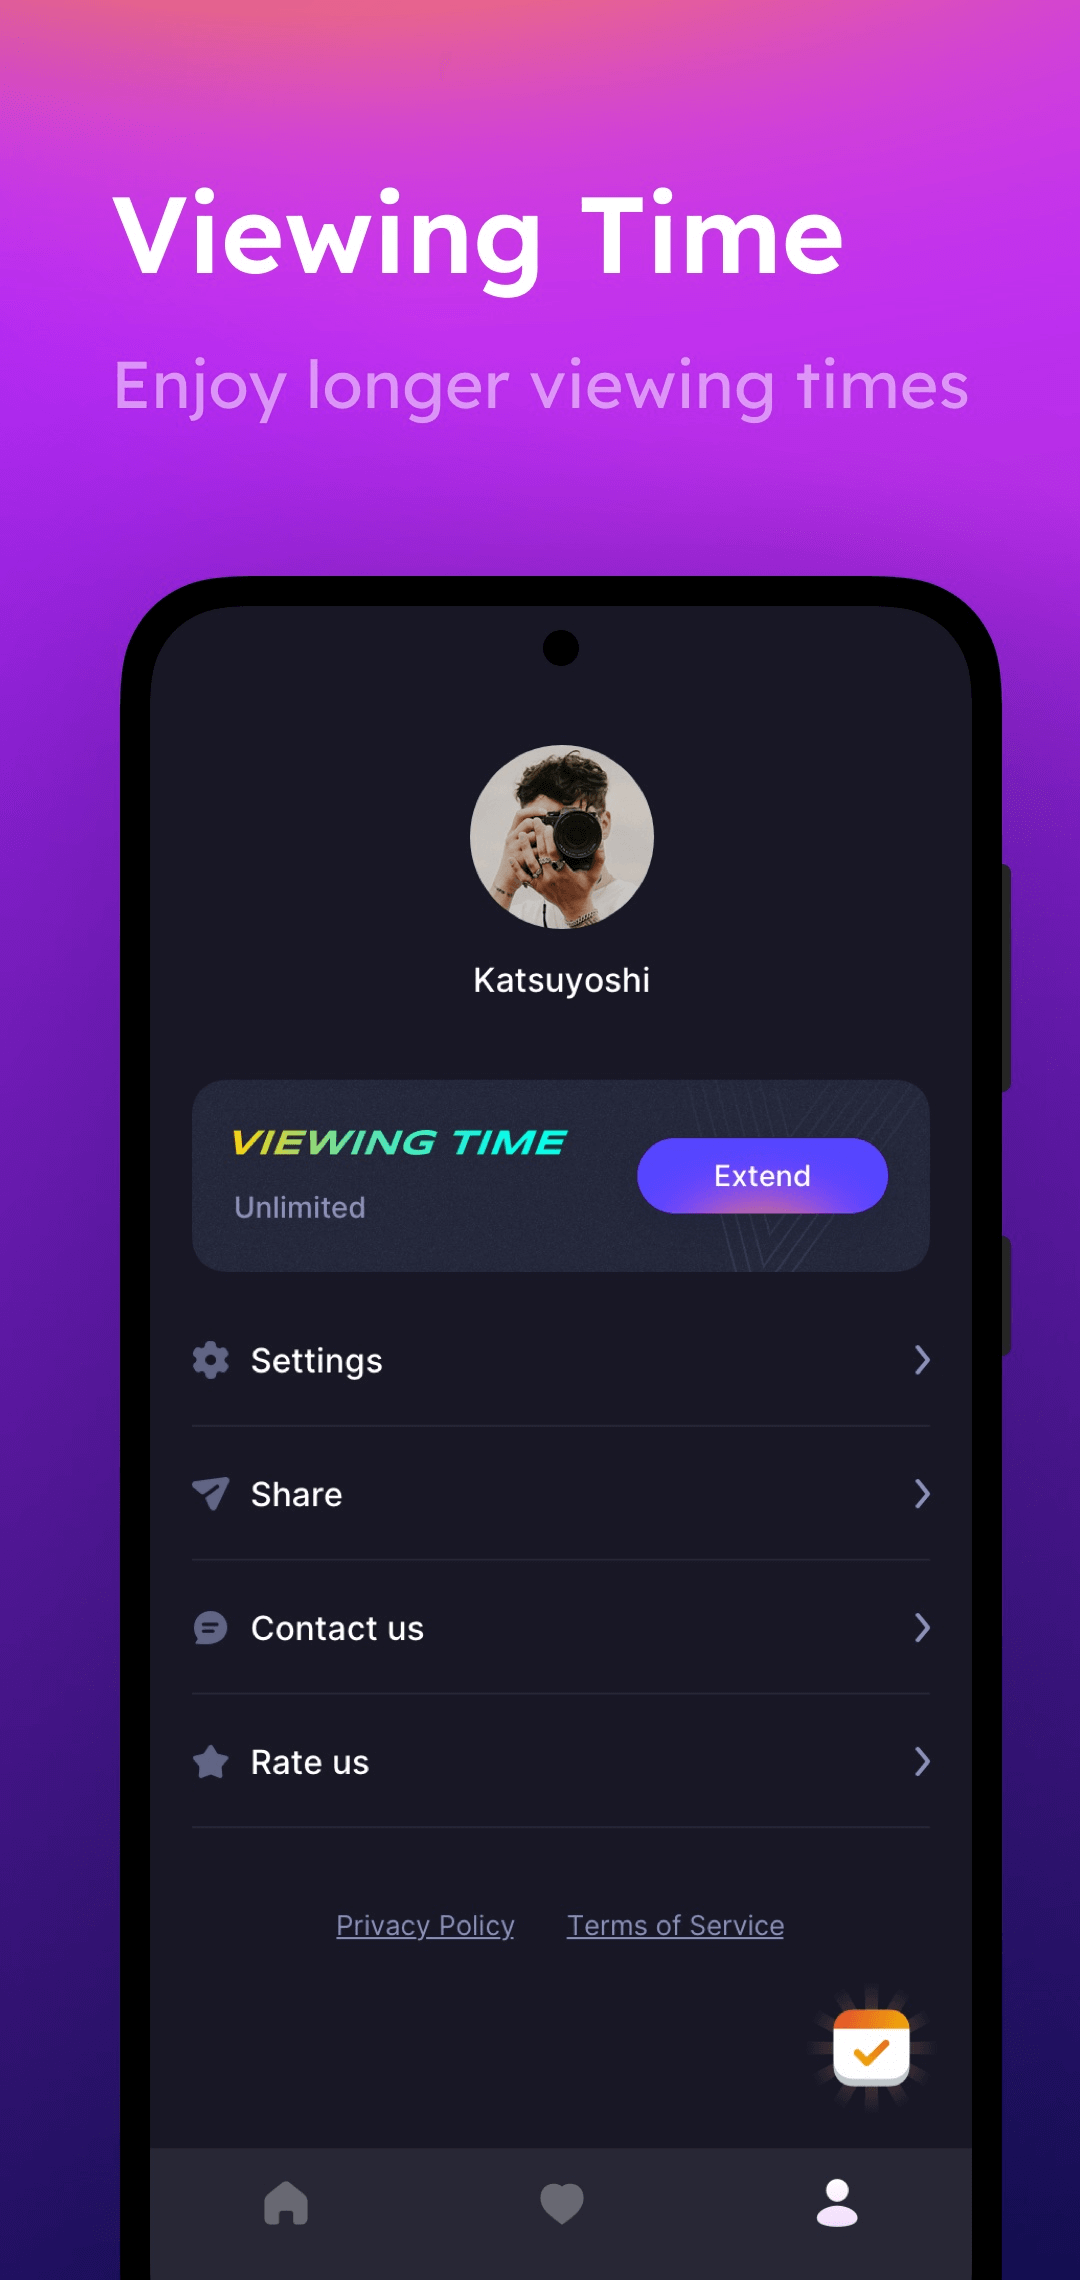 Viewing Time
Enjoy longer viewing times
Katsuyoshi
VIEWING TIME
Unlimited
Extend
Settings
Share
Contact us
Rate us
Privacy Policy
Terms of Service